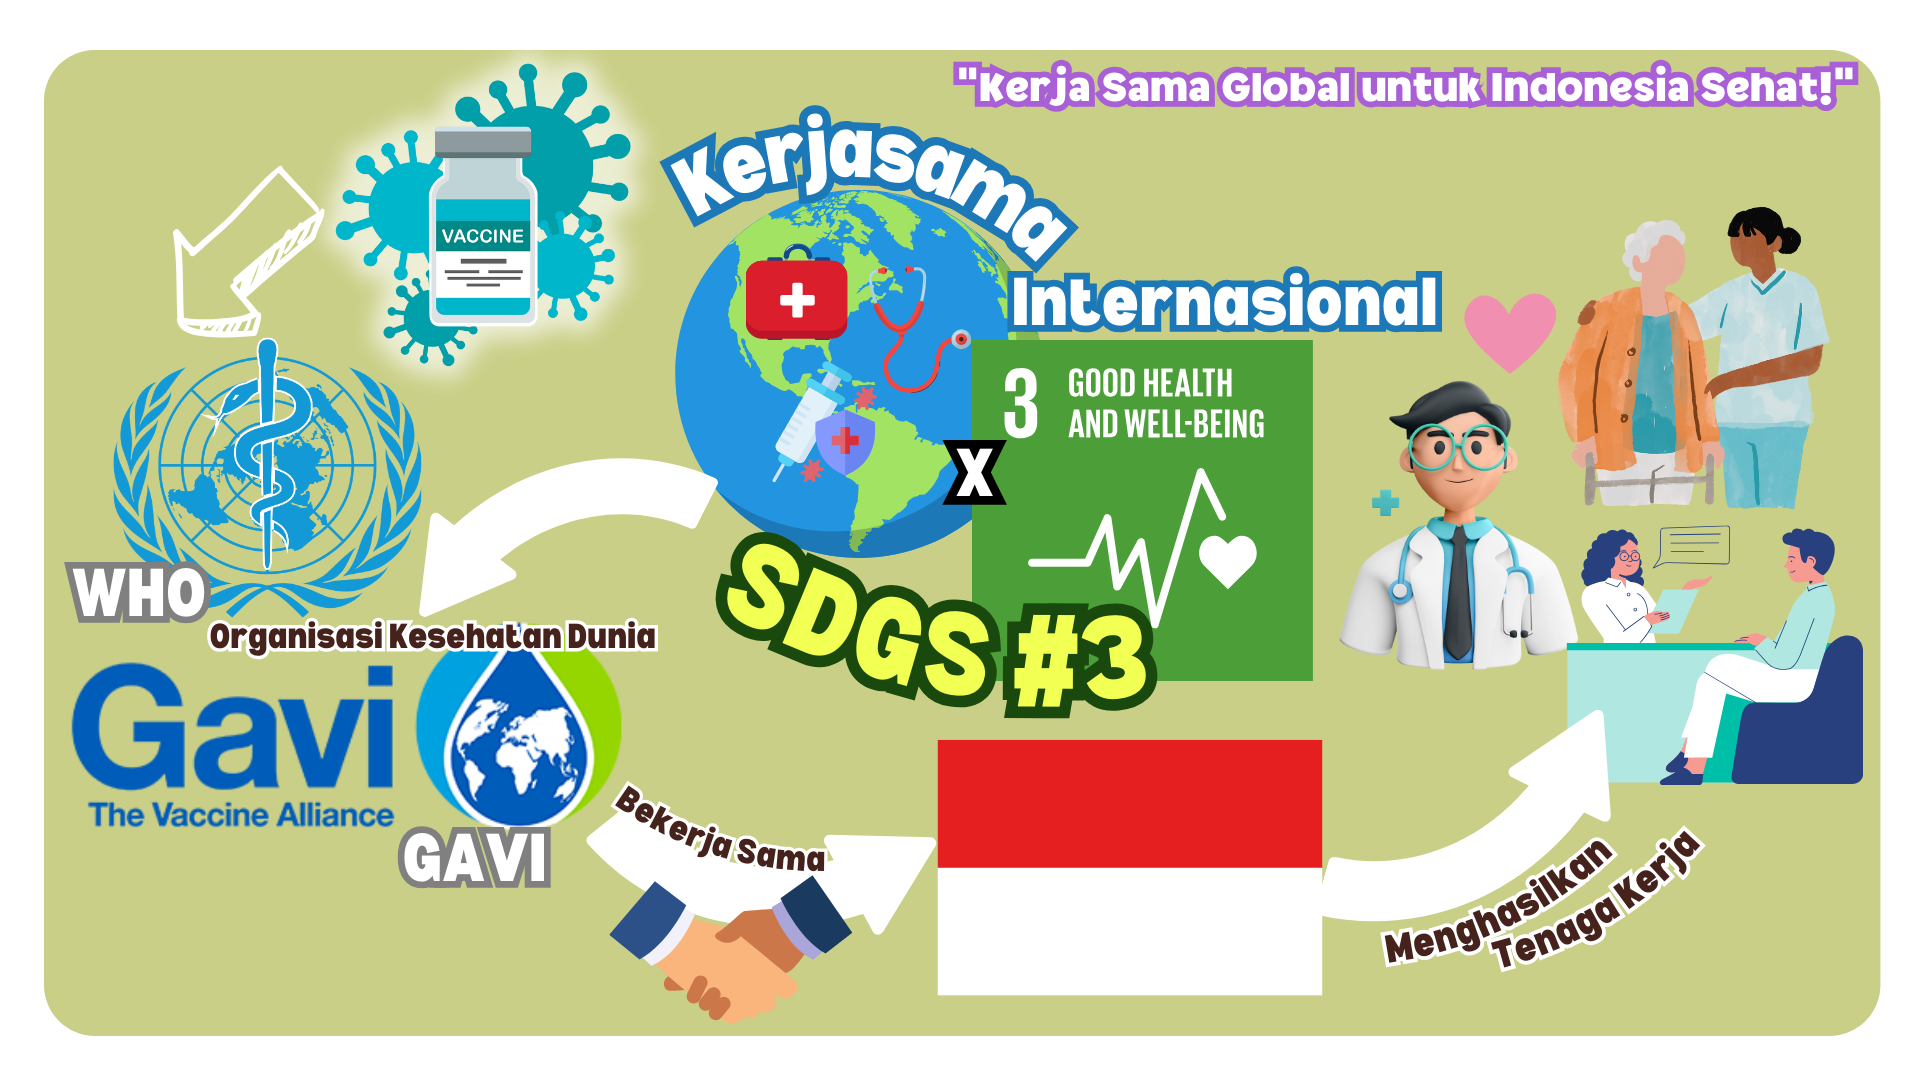 "Kerja Sama Global untuk Indonesia Sehat!"
Kerjasama
Internasional
VACCINE
3 GOOD HEALTH
AND WELL-BEING
X
SDGS #3
WHO
Organisasi Kesehatan Dunia
Gavi
The Vaccine Alliance
GAVI
Bekerja Sama
Menghasilkan
Tenaga Kerja